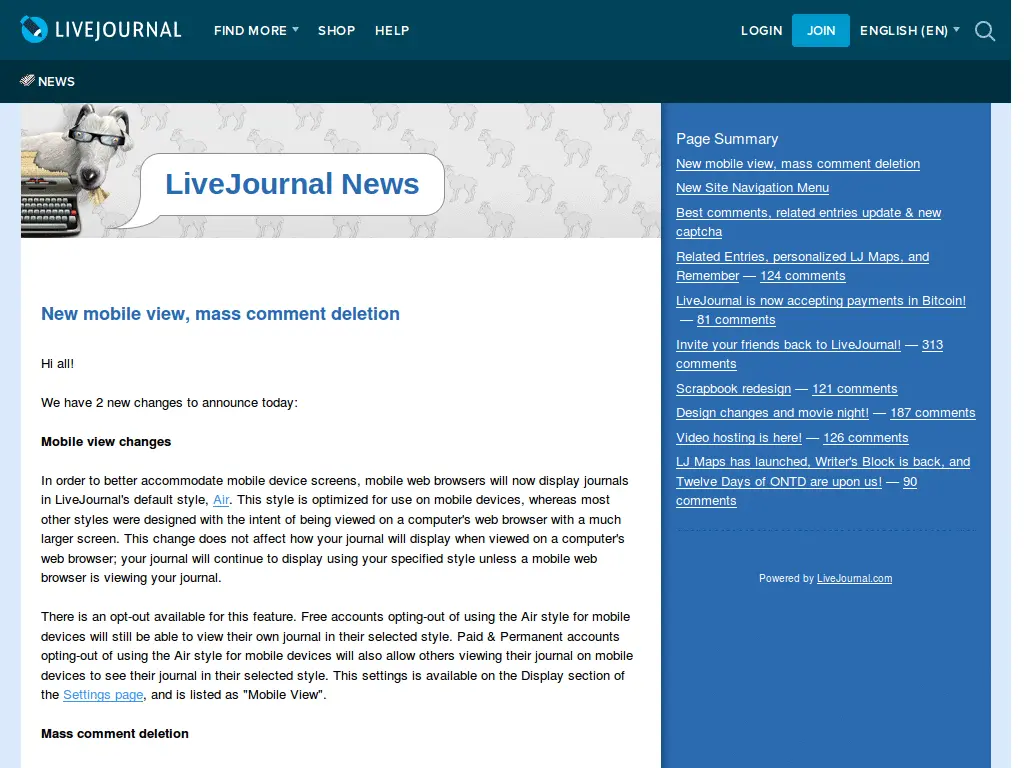 LIVEJOURNAL
FIND MORE
SHOP
HELP
LOGIN
JOIN
ENGLISH (EN)
NEWS
LiveJournal News
New mobile view, mass comment deletion
Hi all!
We have 2 new changes to announce today:
Mobile view changes
In order to better accommodate mobile device screens, mobile web browsers will now display journals
in LiveJournal's default style, Air. This style is optimized for use on mobile devices, whereas most
other styles were designed with the intent of being viewed on a computer's web browser with a much
larger screen. This change does not affect how your journal will display when viewed on a computer's
web browser; your journal will continue to display using your specified style unless a mobile web
browser is viewing your journal.
There is an opt-out available for this feature. Free accounts opting-out of using the Air style for mobile
devices will still be able to view their own journal in their selected style. Paid & Permanent accounts
opting-out of using the Air style for mobile devices will also allow others viewing their journal on mobile
devices to see their journal in their selected style. This settings is available on the Display section of
the Settings page, and is listed as "Mobile View".
Mass comment deletion
Page Summary
New mobile view, mass comment deletion
New Site Navigation Menu
Best comments, related entries update & new
captcha
Related Entries, personalized LJ Maps, and
Remember — 124 comments
LiveJournal is now accepting payments in Bitcoin!
— 81 comments
Invite your friends back to LiveJournal! — 313
comments
Scrapbook redesign — 121 comments
Design changes and movie night! — 187 comments
Video hosting is here! — 126 comments
LJ Maps has launched, Writer's Block is back, and
Twelve Days of ONTD are upon us! — 90
comments
Powered by LiveJournal.com